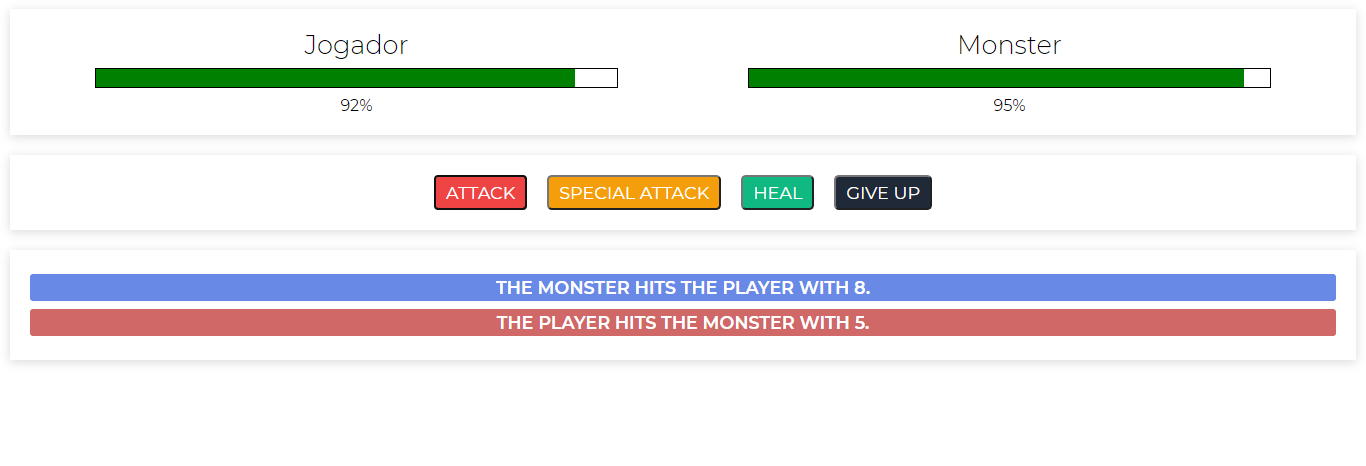 Jogador
Monster
92%
95%
ATTACK
SPECIAL ATTACK
HEAL
GIVE UP
THE MONSTER HITS THE PLAYER WITH 8.
THE PLAYER HITS THE MONSTER WITH 5.